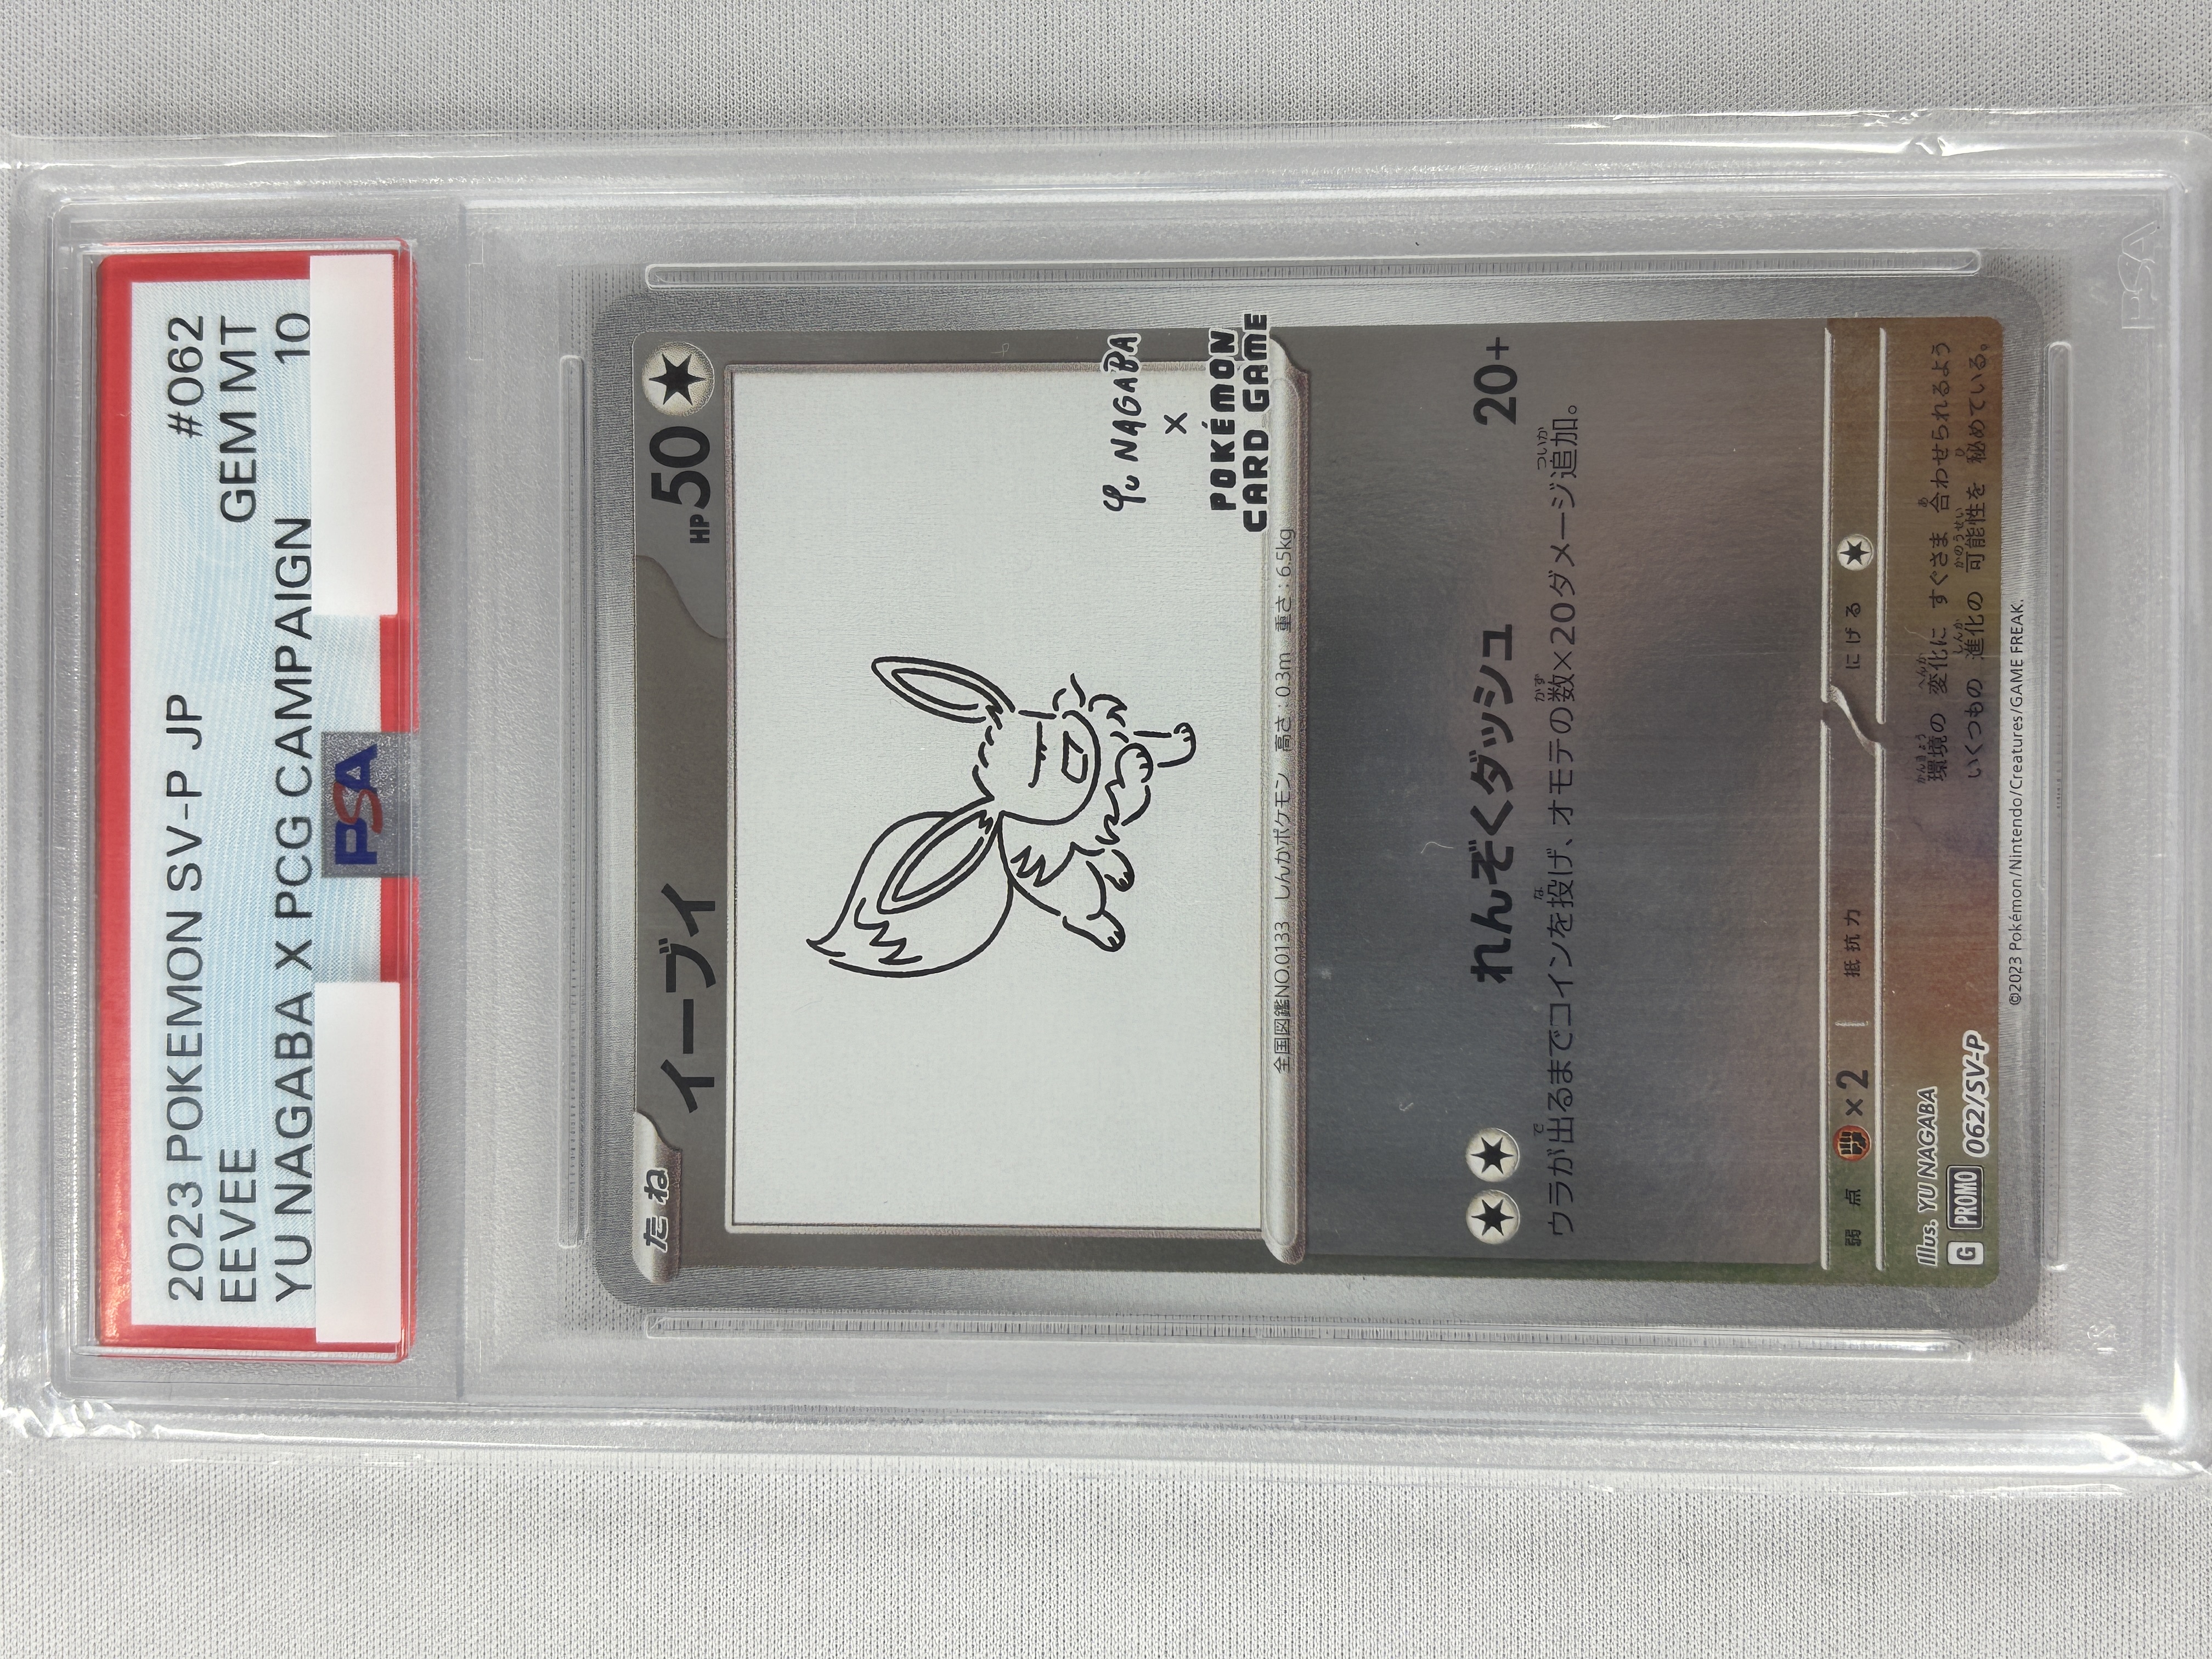 2023 POKEMON SV-P JP #062
EEVEE GEM MT
YU NAGABA X PCG CAMPAIGN 10
PSA
たね
イーブイ
HP50
Yu NAGABA
×
POKÉMON
CARD GAME
全国図鑑NO.0133 しんかポケモン 高さ:0.3m 重さ:6.5kg
れんぞくダッシュ 20+
ウラが出るまでコインを投げ、オモテの数×20ダメージ追加。
弱点 ×2 抵抗力 にげる
Illus. YU NAGABA
G PROMO 062/SV-P
環境の 変化に すぐさま 合わせられるよう
いくつもの 進化の 可能性を 秘めている。
©2023 Pokémon/Nintendo/Creatures/GAME FREAK.
PSA